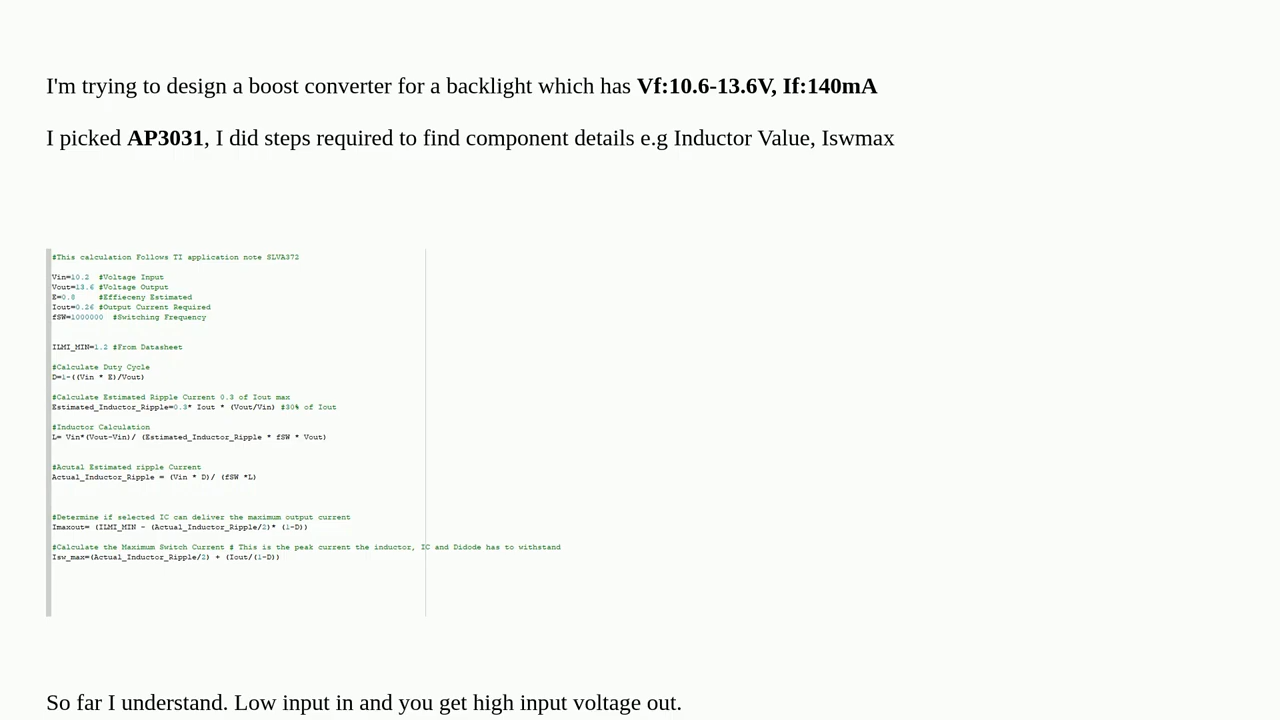 I'm trying to design a boost converter for a backlight which has Vf:10.6-13.6V, If:140mA
I picked AP3031, I did steps required to find component details e.g Inductor Value, Iswmax
#This calculation Follows TI application note SLVA372
Vin=10.2  #Voltage Input
Vout=13.6 #Voltage Output
E=0.8     #Effieceny Estimated
Iout=0.26 #Output Current Required
fSW=1000000  #Switching Frequency
ILMI_MIN=1.2 #From Datasheet
#Calculate Duty Cycle
D=1-((Vin * E)/Vout)
#Calculate Estimated Ripple Current 0.3 of Iout max
Estimated_Inductor_Ripple=0.3* Iout * (Vout/Vin) #30% of Iout
#Inductor Calculation
L= Vin*(Vout-Vin)/ (Estimated_Inductor_Ripple * fSW * Vout)
#Acutal Estimated ripple Current
Actual_Inductor_Ripple = (Vin * D)/ (fSW *L)
#Determine if selected IC can deliver the maximum output current
Imaxout= (ILMI_MIN - (Actual_Inductor_Ripple/2)* (1-D))
#Calculate the Maximum Switch Current # This is the peak current the inductor, IC and Didode has to withstand
Isw_max=(Actual_Inductor_Ripple/2) + (Iout/(1-D))
So far I understand. Low input in and you get high input voltage out.